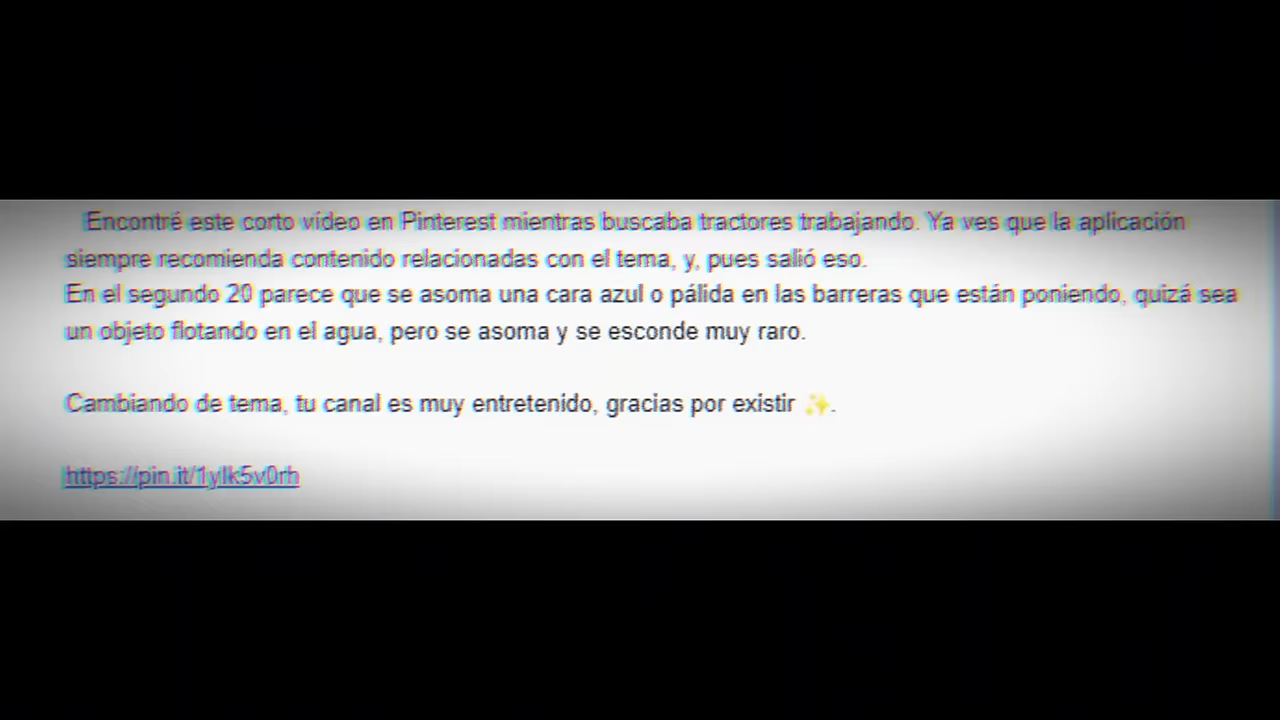 Encontré este corto vídeo en Pinterest mientras buscaba tractores trabajando. Ya ves que la aplicación
siempre recomienda contenido relacionadas con el tema, y, pues salió eso.
En el segundo 20 parece que se asoma una cara azul o pálida en las barreras que están poniendo, quizá sea
un objeto flotando en el agua, pero se asoma y se esconde muy raro.
Cambiando de tema, tu canal es muy entretenido, gracias por existir ✨.
https://pin.it/1ylk5v0rh